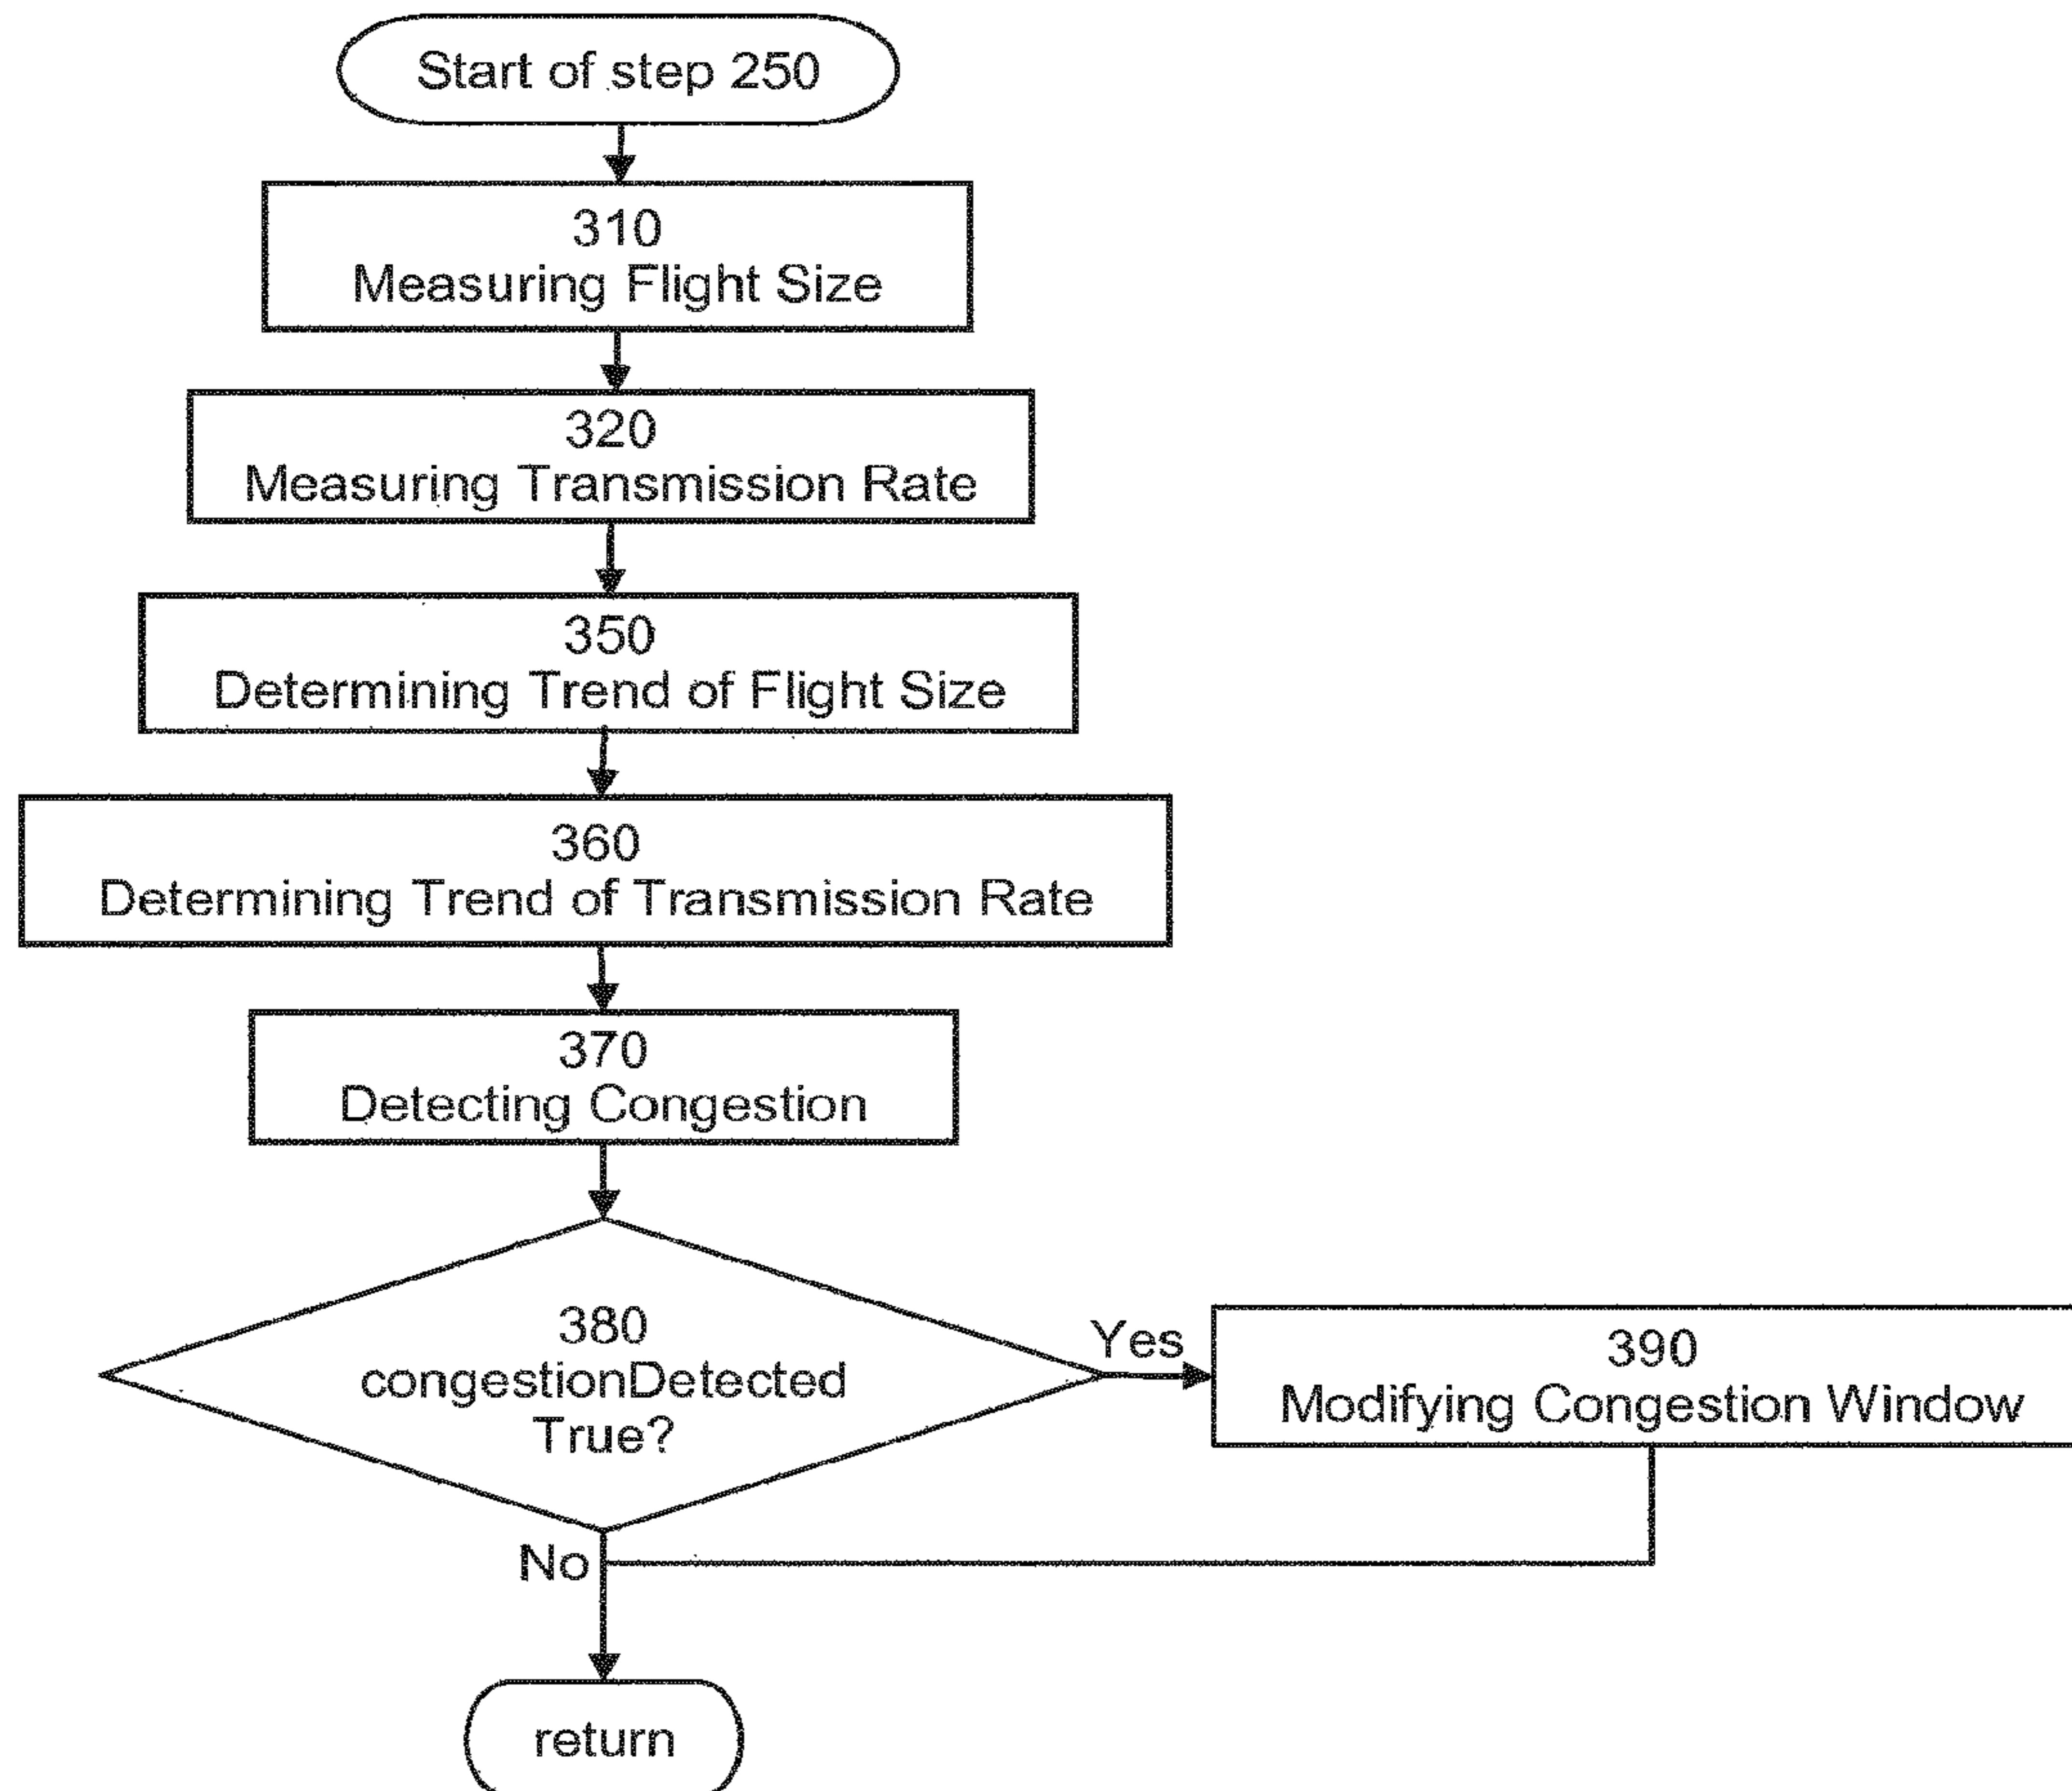 Start of step 250
310
Measuring Flight Size
320
Measuring Transmission Rate
350
Determining Trend of Flight Size
360
Determining Trend of Transmission Rate
370
Detecting Congestion
380
congestionDetected
True?
Yes
390
Modifying Congestion Window
No
return